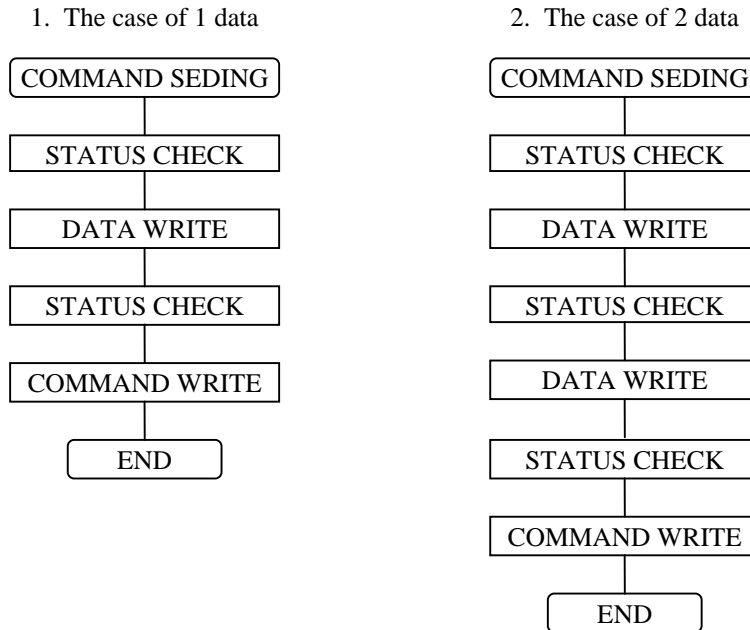 1. The case of 1 data
COMMAND SEDING
STATUS CHECK
DATA WRITE
STATUS CHECK
COMMAND WRITE
END
2. The case of 2 data
COMMAND SEDING
STATUS CHECK
DATA WRITE
STATUS CHECK
DATA WRITE
STATUS CHECK
COMMAND WRITE
END